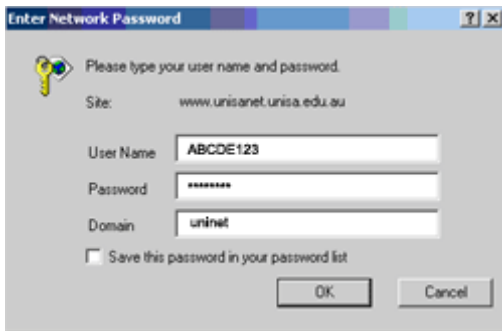 Enter Network Password
Please type your user name and password.
Site: www.unisanet.unisa.edu.au
User Name ABCDE123
Password ********
Domain uninet
Save this password in your password list
OK Cancel